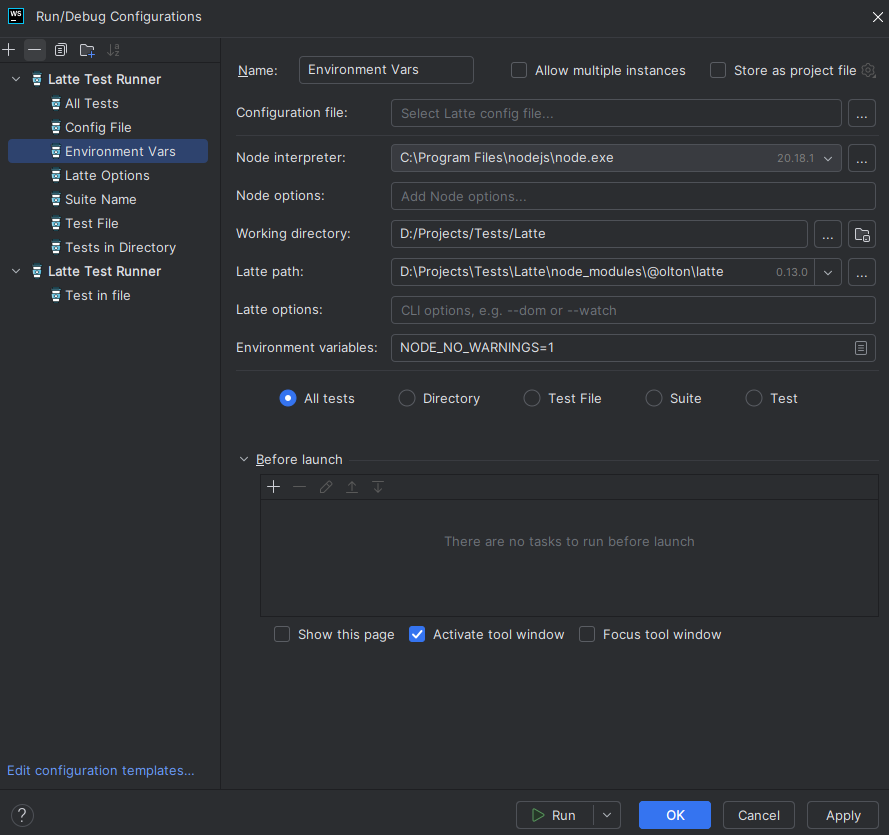 WS Run/Debug Configurations
Latte Test Runner
All Tests
Config File
Environment Vars
Latte Options
Suite Name
Test File
Tests in Directory
Latte Test Runner
Test in file
Edit configuration templates...
Name: Environment Vars Allow multiple instances Store as project file
Configuration file: Select Latte config file... ...
Node interpreter: C:\Program Files\nodejs\node.exe 20.18.1 ...
Node options: Add Node options...
Working directory: D:/Projects/Tests/Latte ...
Latte path: D:\Projects\Tests\Latte\node_modules\@olton\latte 0.13.0 ...
Latte options: CLI options, e.g. --dom or --watch
Environment variables: NODE_NO_WARNINGS=1
All tests Directory Test File Suite Test
Before launch
There are no tasks to run before launch
Show this page Activate tool window Focus tool window
? Run OK Cancel Apply